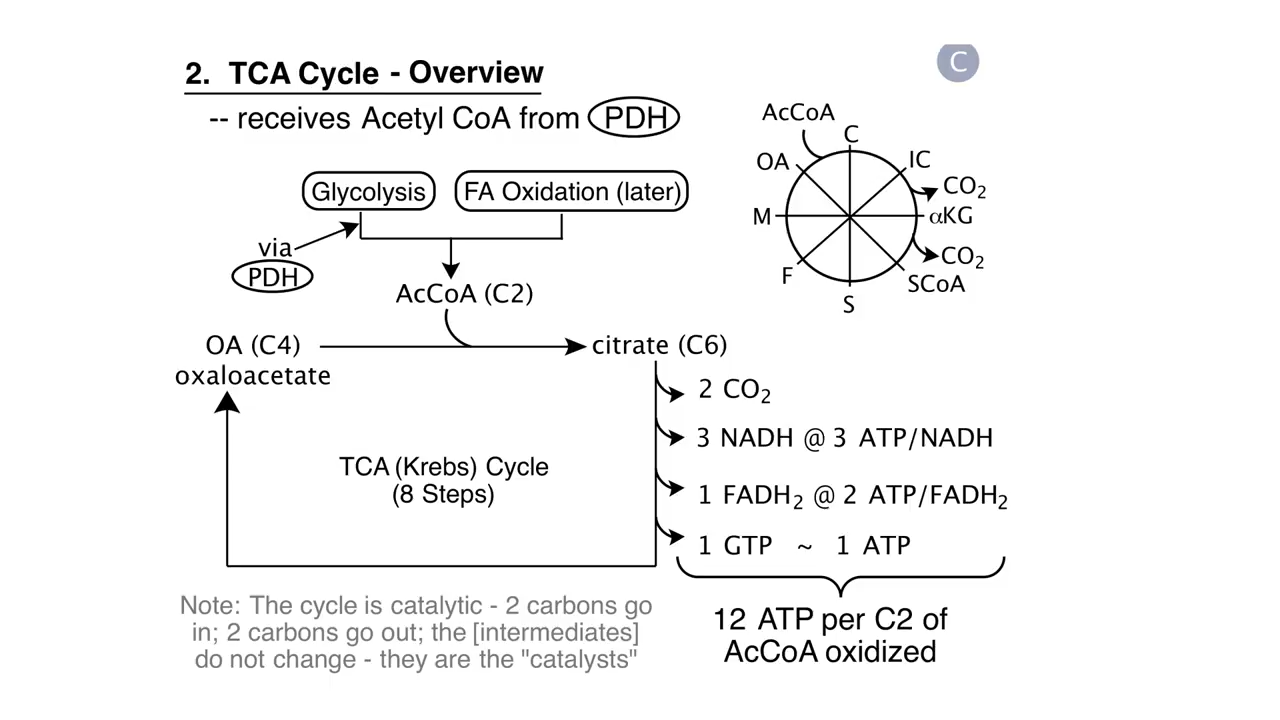 2. TCA Cycle - Overview
C
-- receives Acetyl CoA from PDH
Glycolysis
FA Oxidation (later)
via
PDH
AcCoA (C2)
OA (C4)
oxaloacetate
citrate (C6)
2 CO₂
3 NADH @ 3 ATP/NADH
1 FADH₂ @ 2 ATP/FADH₂
1 GTP ~ 1 ATP
TCA (Krebs) Cycle
(8 Steps)
12 ATP per C2 of
AcCoA oxidized
Note: The cycle is catalytic - 2 carbons go
in; 2 carbons go out; the [intermediates]
do not change - they are the "catalysts"
AcCoA
C
OA
IC
CO₂
M
αKG
CO₂
F
SCoA
S